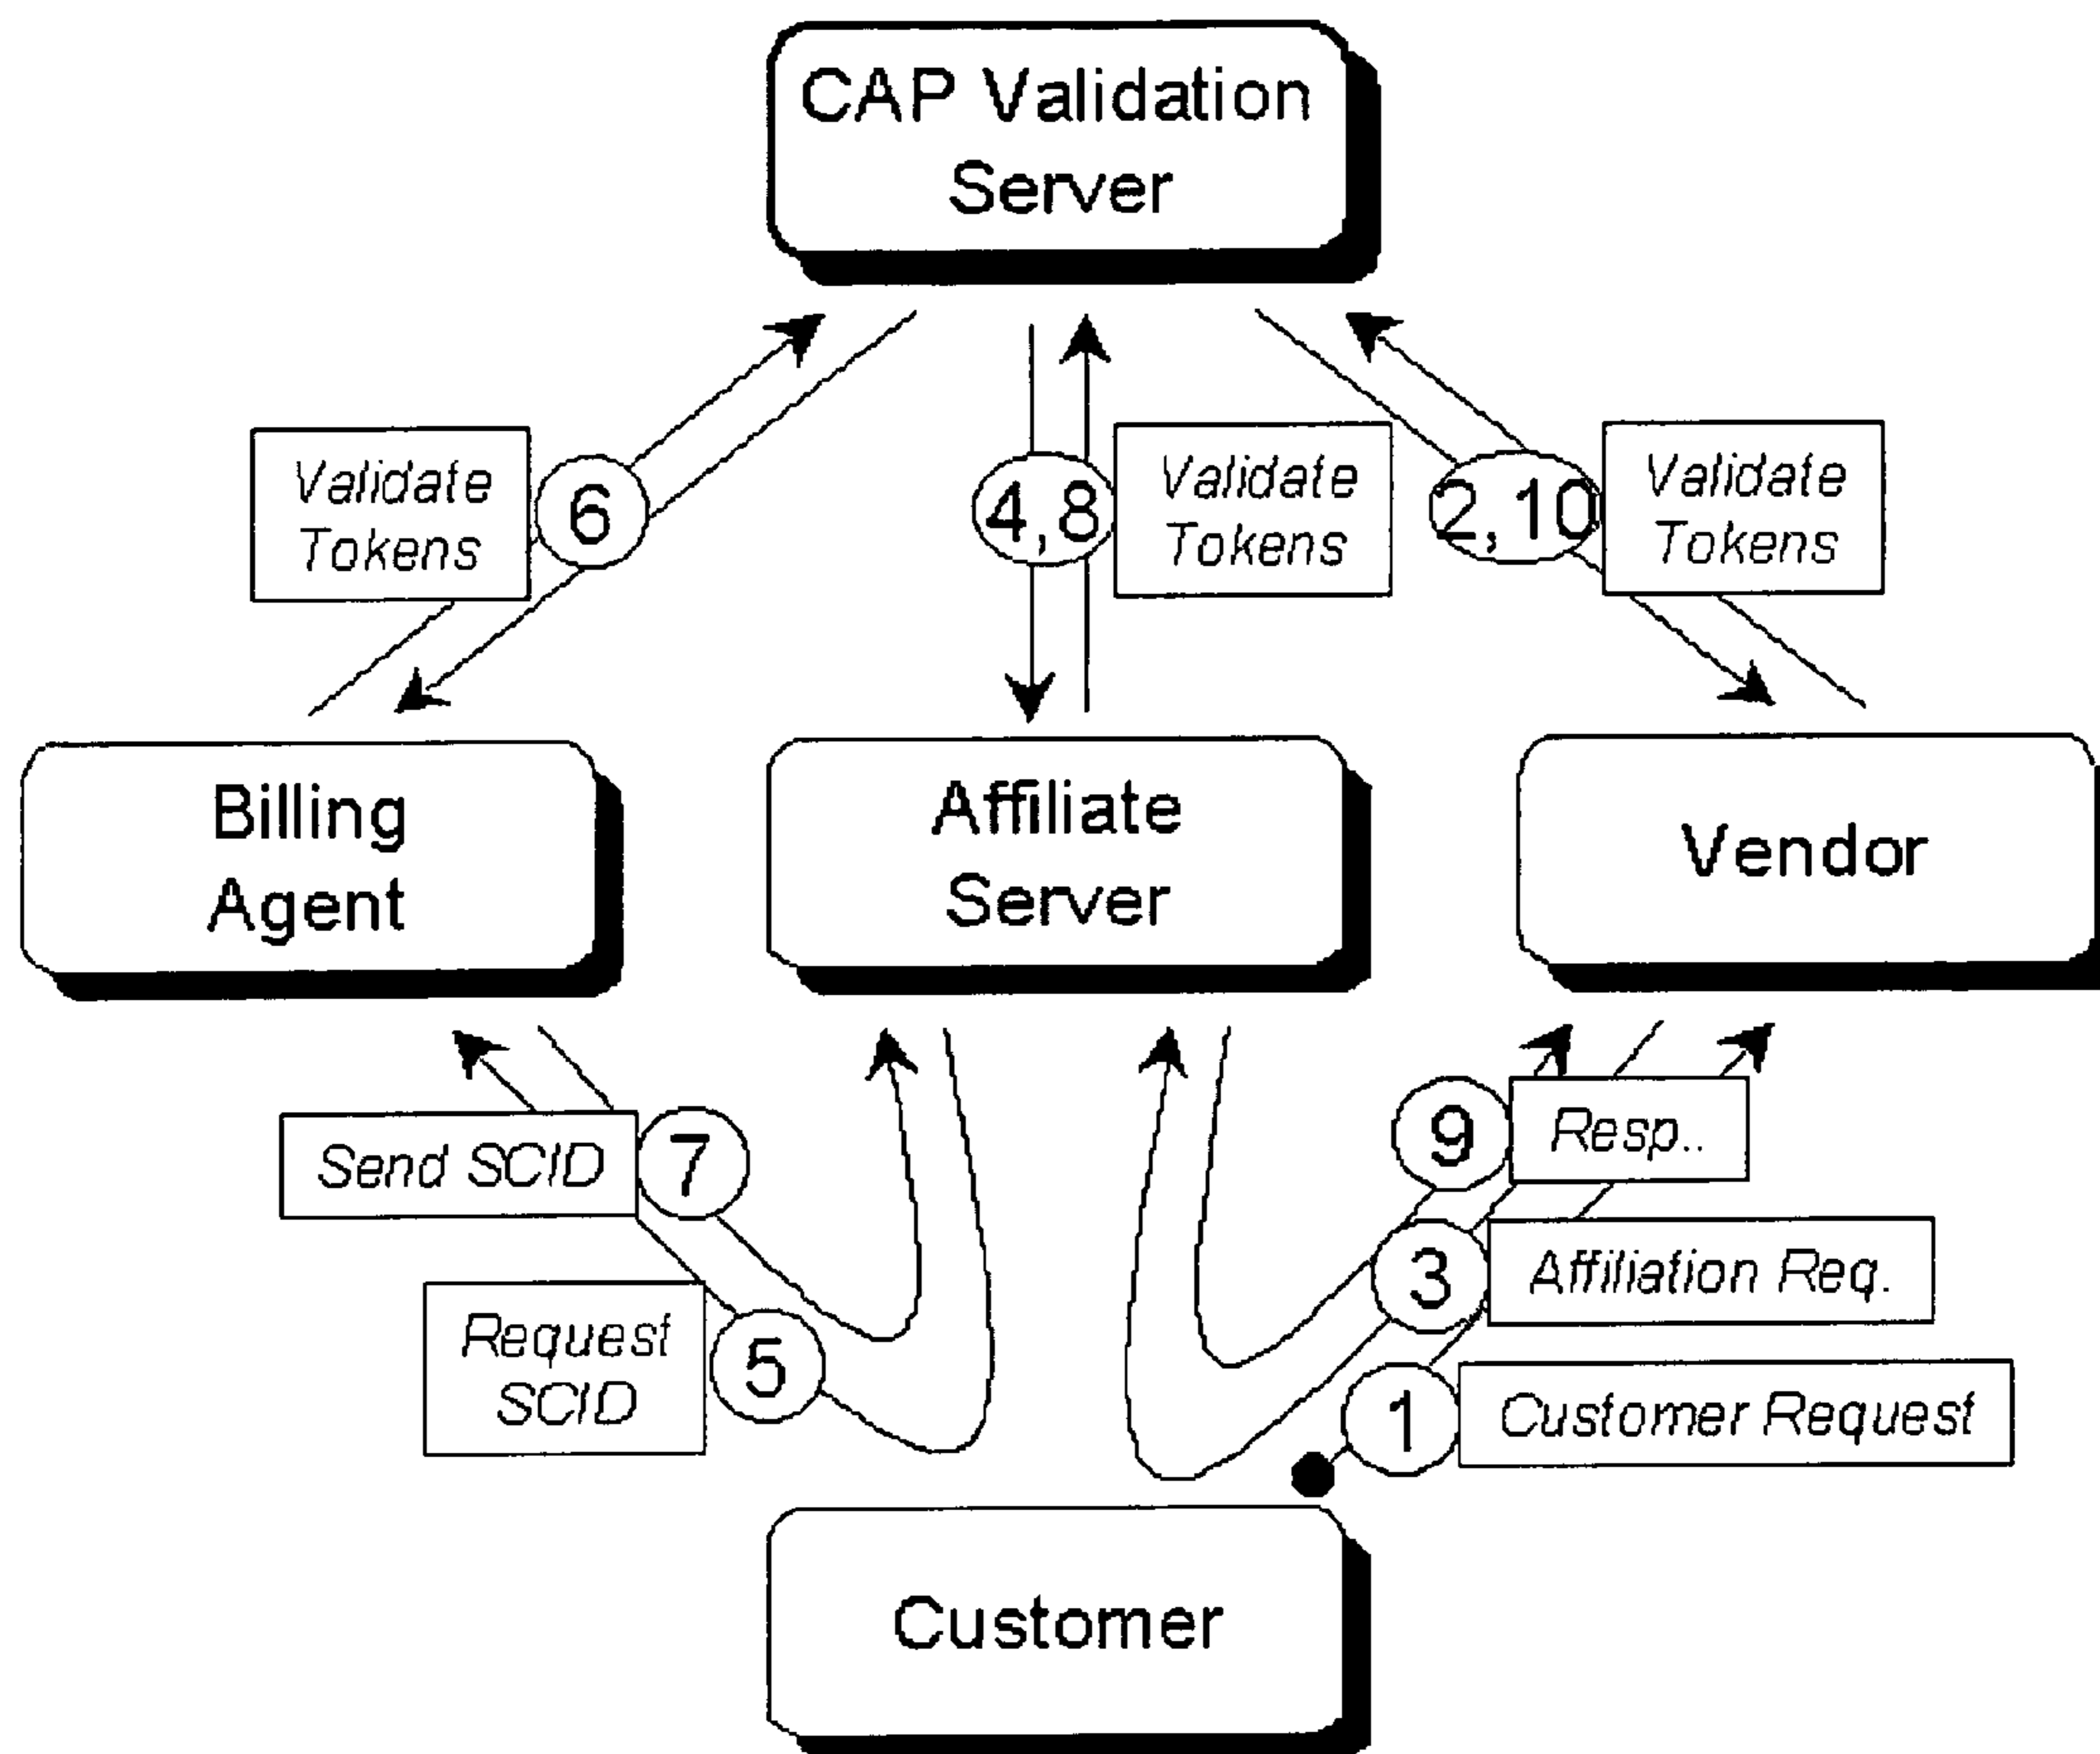 CAP Validation
Server
Validate
Tokens
6
4,8
Validate
Tokens
2,10
Validate
Tokens
Billing
Agent
Affiliate
Server
Vendor
Send SCID
7
9
Resp..
3
Affiliation Req.
Request
SCID
5
1
Customer Request
Customer